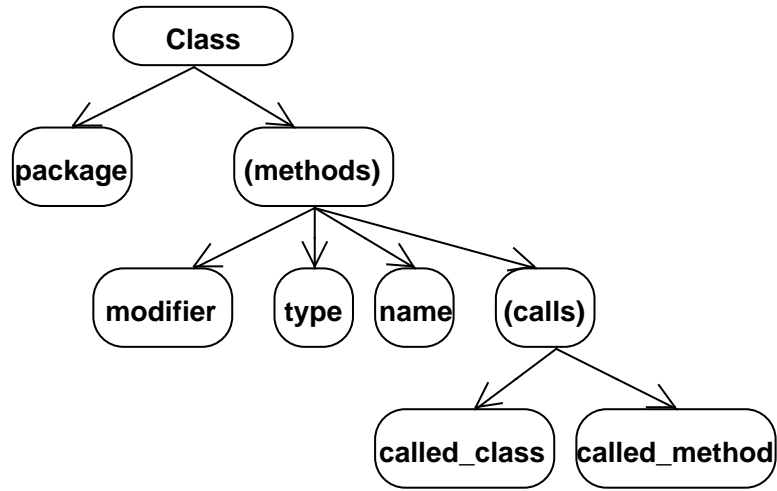 Class
package
(methods)
modifier
type
name
(calls)
called_class
called_method